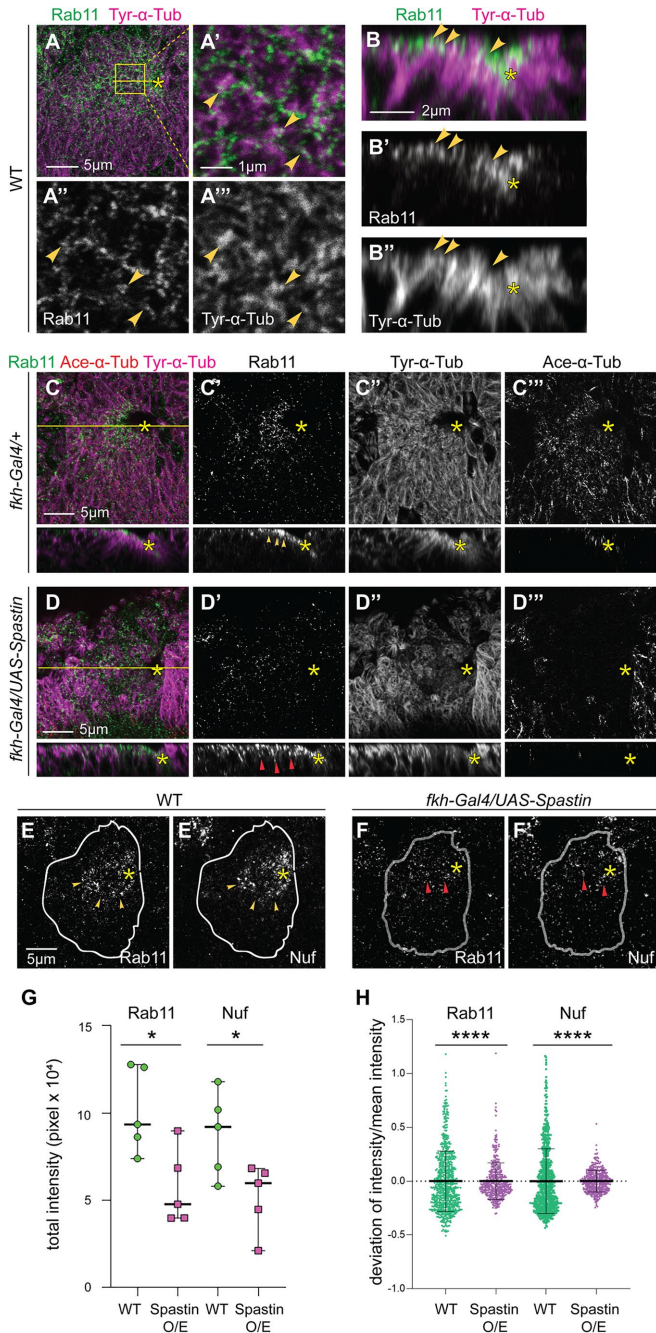 Rab11 Tyr-α-Tub
A
5μm
*
A'
1μm
A''
Rab11
A'''
Tyr-α-Tub
WT
Rab11 Tyr-α-Tub
B
*
2μm
B'
*
Rab11
B''
*
Tyr-α-Tub
Rab11 Ace-α-Tub Tyr-α-Tub
Rab11
Tyr-α-Tub
Ace-α-Tub
fkh-Gal4/+
C
*
5μm
*
C'
*
*
C''
*
*
C'''
*
*
fkh-Gal4/UAS-Spastin
D
*
5μm
*
D'
*
*
D''
*
*
D'''
*
*
WT
fkh-Gal4/UAS-Spastin
E
*
5μm
Rab11
E'
*
Nuf
F
*
Rab11
F'
*
Nuf
G
Rab11 Nuf
* *
total intensity (pixel x 10⁴)
15
10
5
0
WT Spastin O/E WT Spastin O/E
H
Rab11 Nuf
**** ****
deviation of intensity/mean intensity
1.5
1.0
0.5
0.0
-0.5
-1.0
WT Spastin O/E WT Spastin O/E